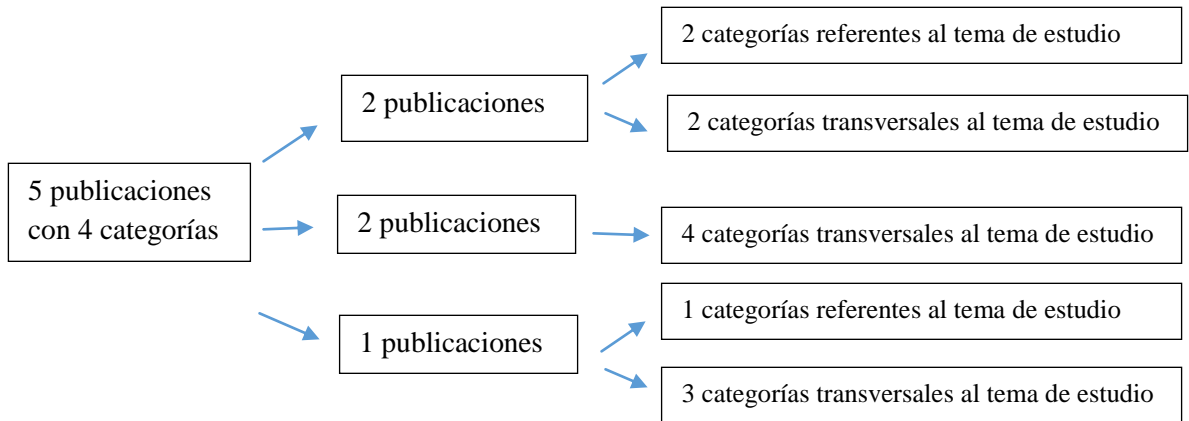 2 categorías referentes al tema de estudio
2 publicaciones
2 categorías transversales al tema de estudio
5 publicaciones
con 4 categorías
2 publicaciones
4 categorías transversales al tema de estudio
1 categorías referentes al tema de estudio
1 publicaciones
3 categorías transversales al tema de estudio